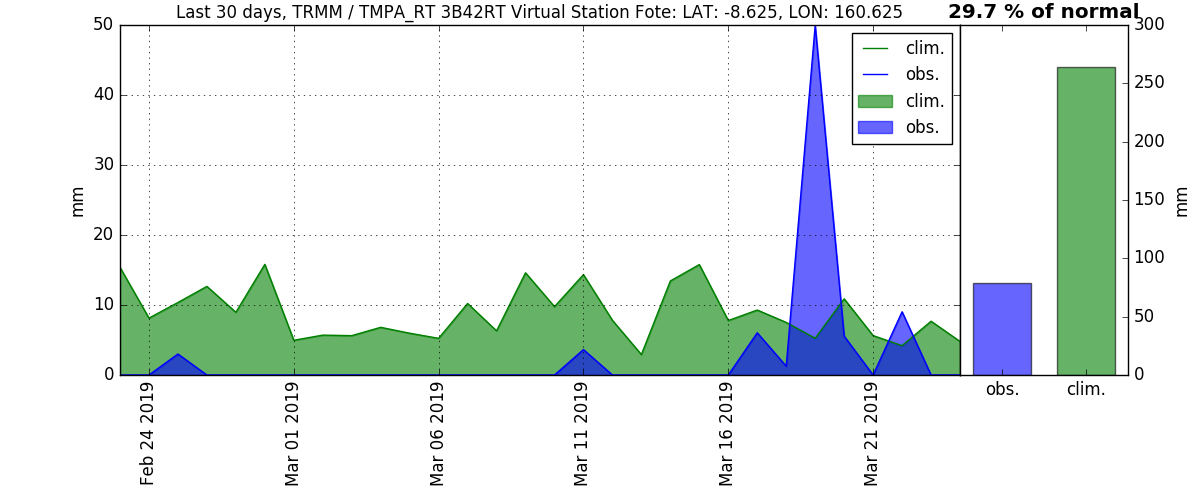 Last 30 days, TRMM / TMPA_RT 3B42RT Virtual Station Fote: LAT: -8.625, LON: 160.625
29.7 % of normal
50
40
30
20
10
0
mm
clim.
obs.
clim.
obs.
Feb 24 2019
Mar 01 2019
Mar 06 2019
Mar 11 2019
Mar 16 2019
Mar 21 2019
300
250
200
150
100
50
0
mm
obs. clim.